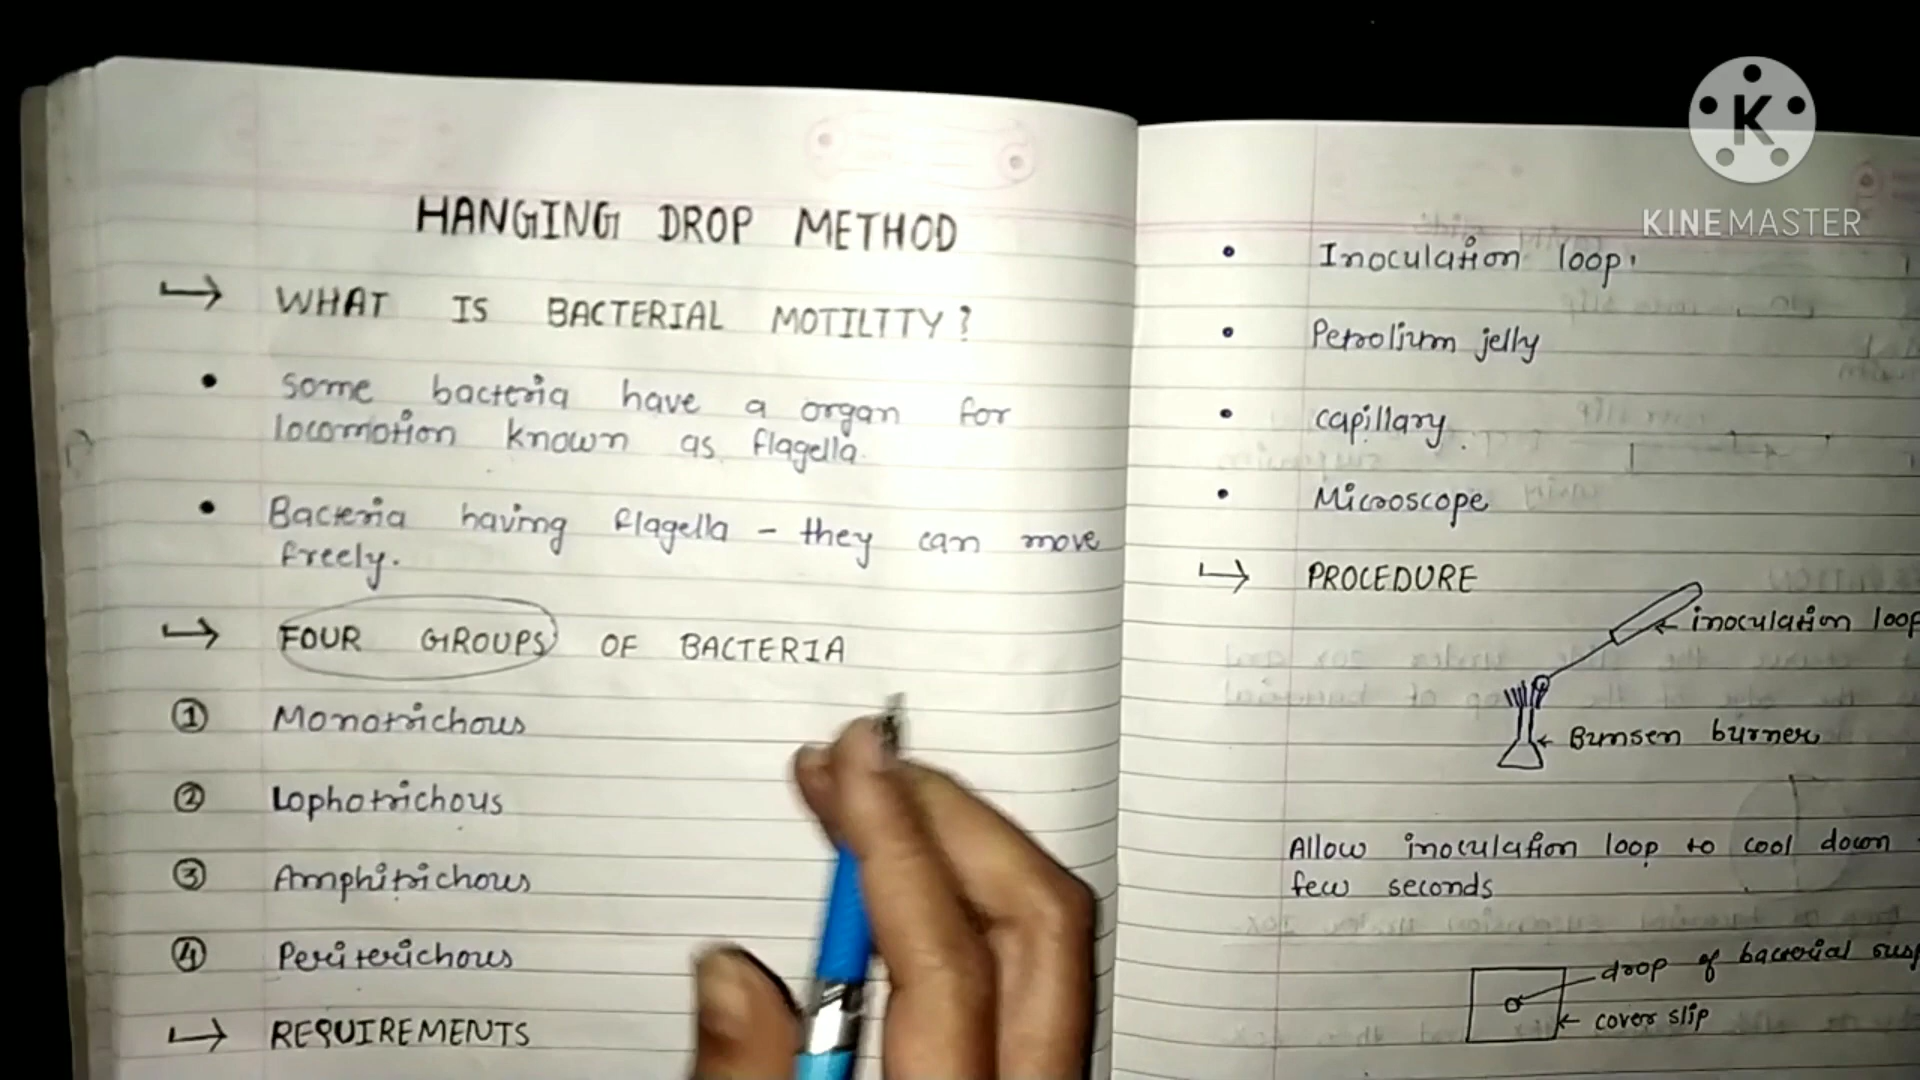 HANGING DROP METHOD
↳ WHAT IS BACTERIAL MOTILTTY?
• some bacteria have a organ for
locomotion known as flagella.
• Bacteria having flagella - they can move
freely.
↳ FOUR GROUPS OF BACTERIA
① Monotrichous
② Lophotrichous
③ Amphitrichous
④ Periterichous
↳ REQUIREMENTS
• Inoculation loop.
• Petrolium jelly
• capillary.
• Microscope
↳ PROCEDURE
inoculation loop
Bunsen burner
Allow inoculation loop to cool down
few seconds
drop of bacterial susp
cover slip
KINEMASTER